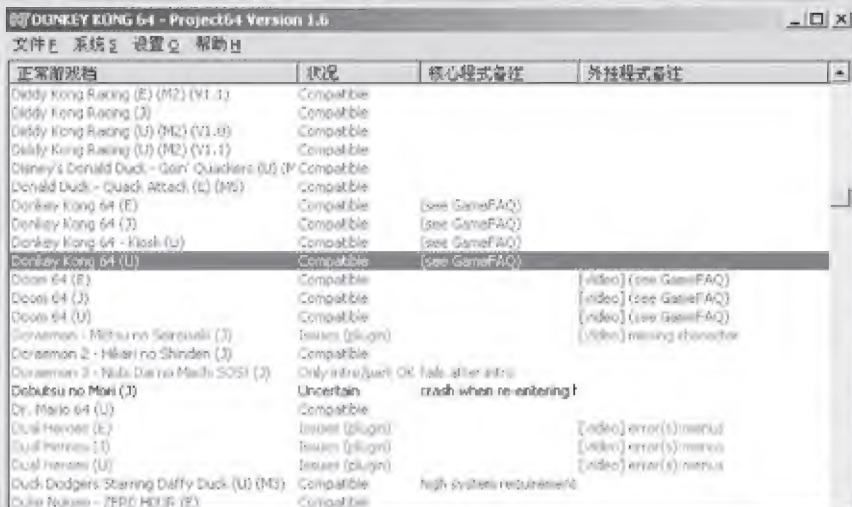 DONKEY KONG 64 - Project64 Version 1.6
文件F 系统S 设置O 帮助H
正常游戏档 状况 核心程式备注 外挂程式备注
Diddy Kong Racing (E) (M2) (V1.1) Compatible
Diddy Kong Racing (J) Compatible
Diddy Kong Racing (U) (M2) (V1.0) Compatible
Diddy Kong Racing (U) (M2) (V1.1) Compatible
Disney's Donald Duck - Goin' Quackers (U) (M Compatible
Donald Duck - Quack Attack (E) (M5) Compatible
Donkey Kong 64 (E) Compatible (see GameFAQ)
Donkey Kong 64 (J) Compatible (see GameFAQ)
Donkey Kong 64 - Kiosk (U) Compatible (see GameFAQ)
Donkey Kong 64 (U) Compatible (see GameFAQ)
Doom 64 (E) Compatible [video] (see GameFAQ)
Doom 64 (J) Compatible [video] (see GameFAQ)
Doom 64 (U) Compatible [video] (see GameFAQ)
Doraemon - (J) Issues (plugin) [video] missing character
Doraemon 2 - Hikari no Shinden (J) Compatible
Doraemon 3 - Nobi Dai no Machi SOS! (J) Only intro/part OK fails after intro
Dobutsu no Mori (J) Uncertain crash when re-entering h
Dr. Mario 64 (U) Compatible
Dual Heroes (E) Issues (plugin) [video] error(s):menus
Dual Heroes (J) Issues (plugin) [video] error(s):menus
Dual Heroes (U) Issues (plugin) [video] error(s):menus
Duck Dodgers Starring Daffy Duck (U) (M3) Compatible high system requirement
Duke Nukem - ZERO HOUR (E) Compatible